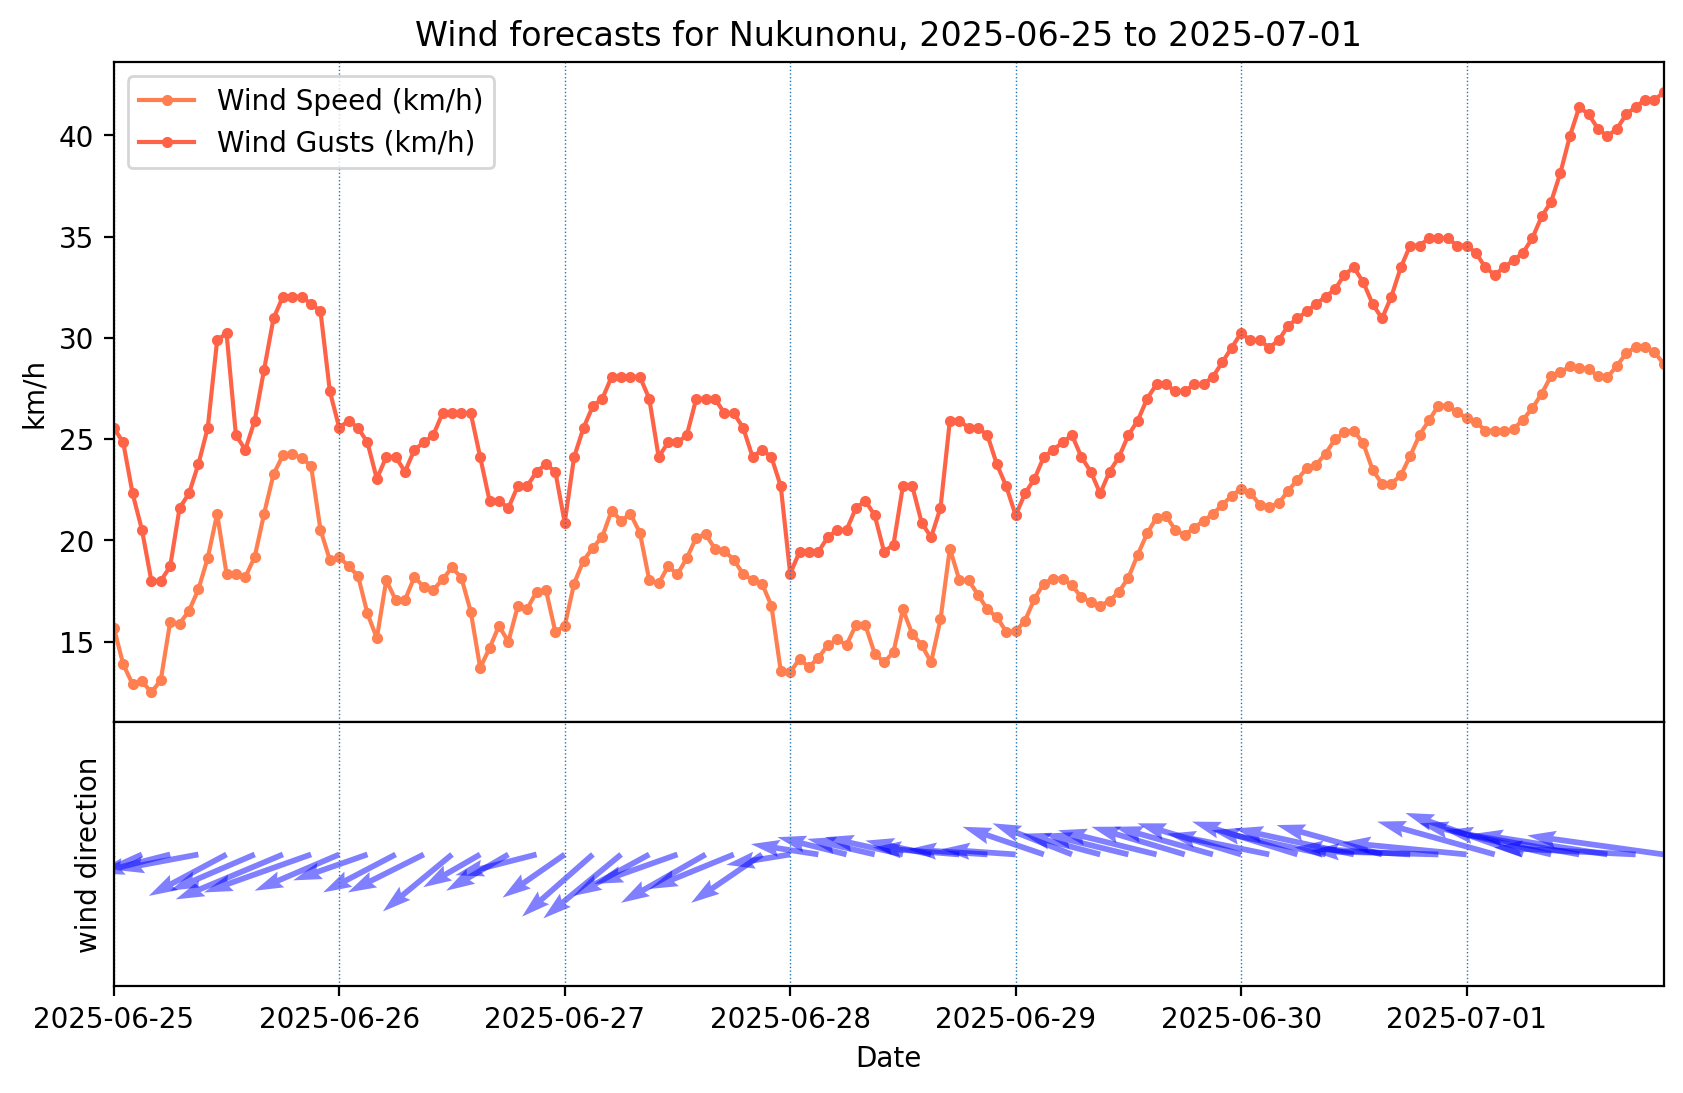 Wind forecasts for Nukunonu, 2025-06-25 to 2025-07-01
Wind Speed (km/h)
Wind Gusts (km/h)
40
35
30
25
20
15
km/h
wind direction
2025-06-25
2025-06-26
2025-06-27
2025-06-28
2025-06-29
2025-06-30
2025-07-01
Date